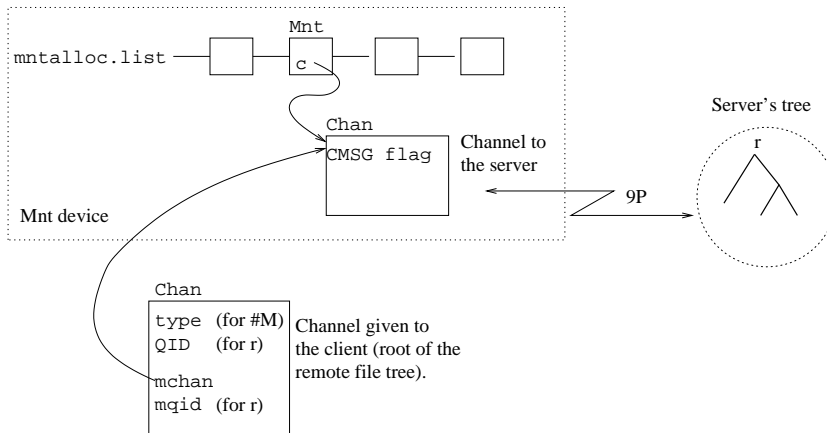 Mnt
mntalloc.list
c
Server's tree
Chan
r
CMSG flag
Channel to
the server
9P
Mnt device
Chan
type (for #M)
QID (for r)
Channel given to
the client (root of the
remote file tree).
mchan
mqid (for r)